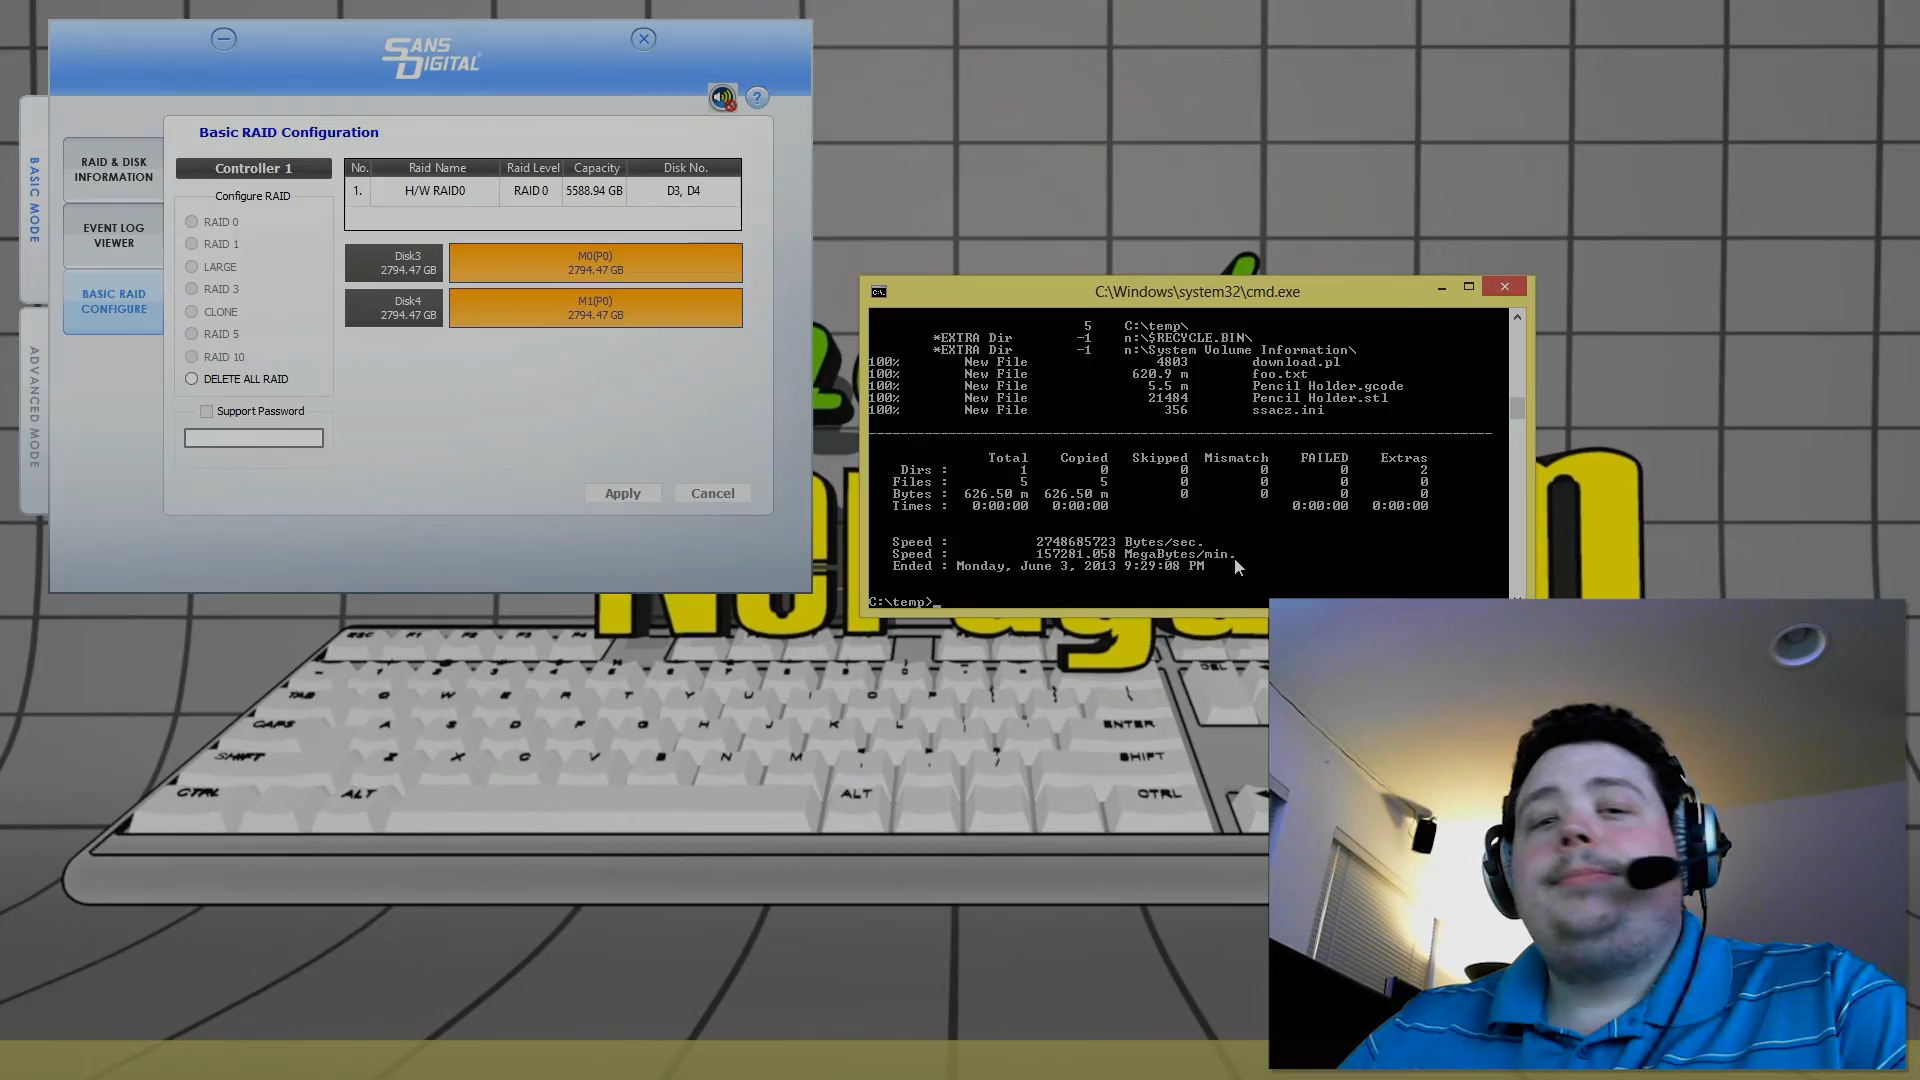 SANS
DIGITAL
BASIC MODE
ADVANCED MODE
RAID & DISK
INFORMATION
EVENT LOG
VIEWER
BASIC RAID
CONFIGURE
?
Basic RAID Configuration
Controller 1
Configure RAID
RAID 0
RAID 1
LARGE
RAID 3
CLONE
RAID 5
RAID 10
DELETE ALL RAID
Support Password
No. Raid Name Raid Level Capacity Disk No.
1. H/W RAID0 RAID 0 5588.94 GB D3, D4
Disk3
2794.47 GB
M0(P0)
2794.47 GB
Disk4
2794.47 GB
M1(P0)
2794.47 GB
Apply Cancel
C:\Windows\system32\cmd.exe
5 C:\temp\
*EXTRA Dir -1 n:\$RECYCLE.BIN\
*EXTRA Dir -1 n:\System Volume Information\
100% New File 4803 download.pl
100% New File 620.9 m foo.txt
100% New File 5.5 m Pencil Holder.gcode
100% New File 21484 Pencil Holder.stl
100% New File 356 ssacz.ini
Total Copied Skipped Mismatch FAILED Extras
Dirs : 1 0 0 0 0 2
Files : 5 5 0 0 0 0
Bytes : 626.50 m 626.50 m 0 0 0 0
Times : 0:00:00 0:00:00 0:00:00 0:00:00
Speed : 2748685723 Bytes/sec.
Speed : 157281.058 MegaBytes/min.
Ended : Monday, June 3, 2013 9:29:08 PM
C:\temp>_
ESC F1 F2 F3 F4
DEL
TAB Q W E R T Y U I O P
CAPS A S D F G H J K L ENTER
SHIFT Z X C V B N M SHIFT
CTRL ALT ALT CTRL